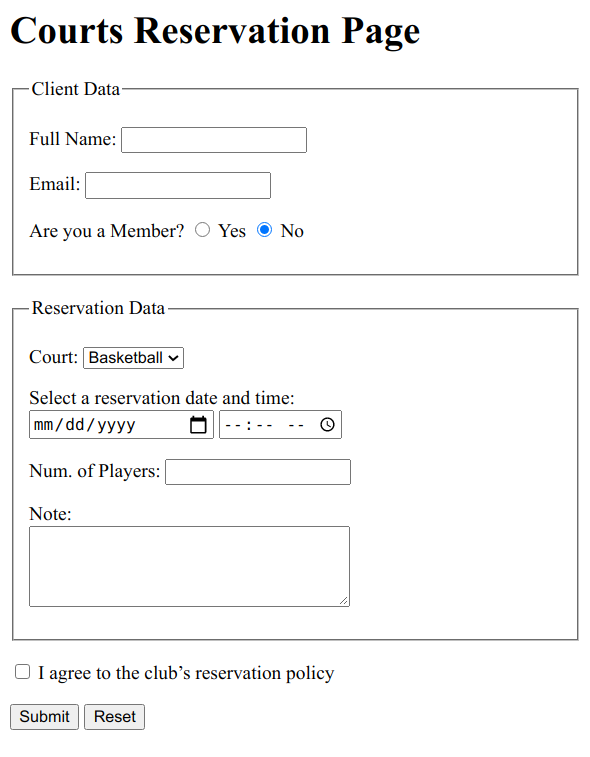 Courts Reservation Page
Client Data
Full Name:
Email:
Are you a Member? Yes No
Reservation Data
Court: Basketball
Select a reservation date and time:
mm/dd/yyyy --:-- --
Num. of Players:
Note:
I agree to the club’s reservation policy
Submit Reset